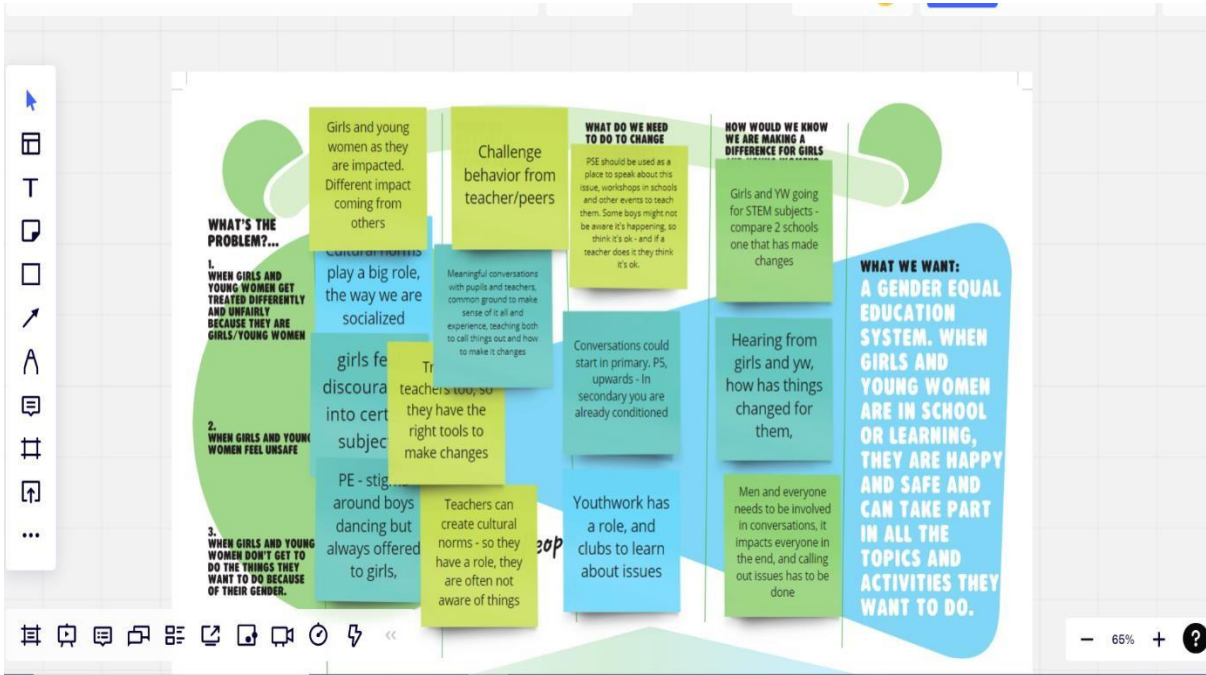 WHAT'S THE
PROBLEM?...
1.
WHEN GIRLS AND
YOUNG WOMEN GET
TREATED DIFFERENTLY
AND UNFAIRLY
BECAUSE THEY ARE
GIRLS/YOUNG WOMEN
2.
WHEN GIRLS AND YOUNG
WOMEN FEEL UNSAFE
3.
WHEN GIRLS AND YOUNG
WOMEN DON'T GET TO
DO THE THINGS THEY
WANT TO DO BECAUSE
OF THEIR GENDER.
Girls and young
women as they
are impacted.
Different impact
coming from
others
Cultural norms
play a big role,
the way we are
socialized
girls fe
discoura
into cert
subjec
PE - stigm
around boys
dancing but
always offered
to girls,
Challenge
behavior from
teacher/peers
Meaningful conversations
with pupils and teachers,
common ground to make
sense of it all and
experience, teaching both
to call things out and how
to make it changes
Tr
teachers too, so
they have the
right tools to
make changes
Teachers can
create cultural
norms - so they
have a role, they
are often not
aware of things
eop
WHAT DO WE NEED
TO DO TO CHANGE
PSE should be used as a
place to speak about this
issue, workshops in schools
and other events to teach
them. Some boys might not
be aware it's happening, so
think it's ok - and if a
teacher does it they think
it's ok.
Conversations could
start in primary. P5,
upwards - In
secondary you are
already conditioned
Youthwork has
a role, and
clubs to learn
about issues
HOW WOULD WE KNOW
WE ARE MAKING A
DIFFERENCE FOR GIRLS
Girls and YW going
for STEM subjects -
compare 2 schools
one that has made
changes
Hearing from
girls and yw,
how has things
changed for
them,
Men and everyone
needs to be involved
in conversations, it
impacts everyone in
the end, and calling
out issues has to be
done
WHAT WE WANT:
A GENDER EQUAL
EDUCATION
SYSTEM. WHEN
GIRLS AND
YOUNG WOMEN
ARE IN SCHOOL
OR LEARNING,
THEY ARE HAPPY
AND SAFE AND
CAN TAKE PART
IN ALL THE
TOPICS AND
ACTIVITIES THEY
WANT TO DO.
65%